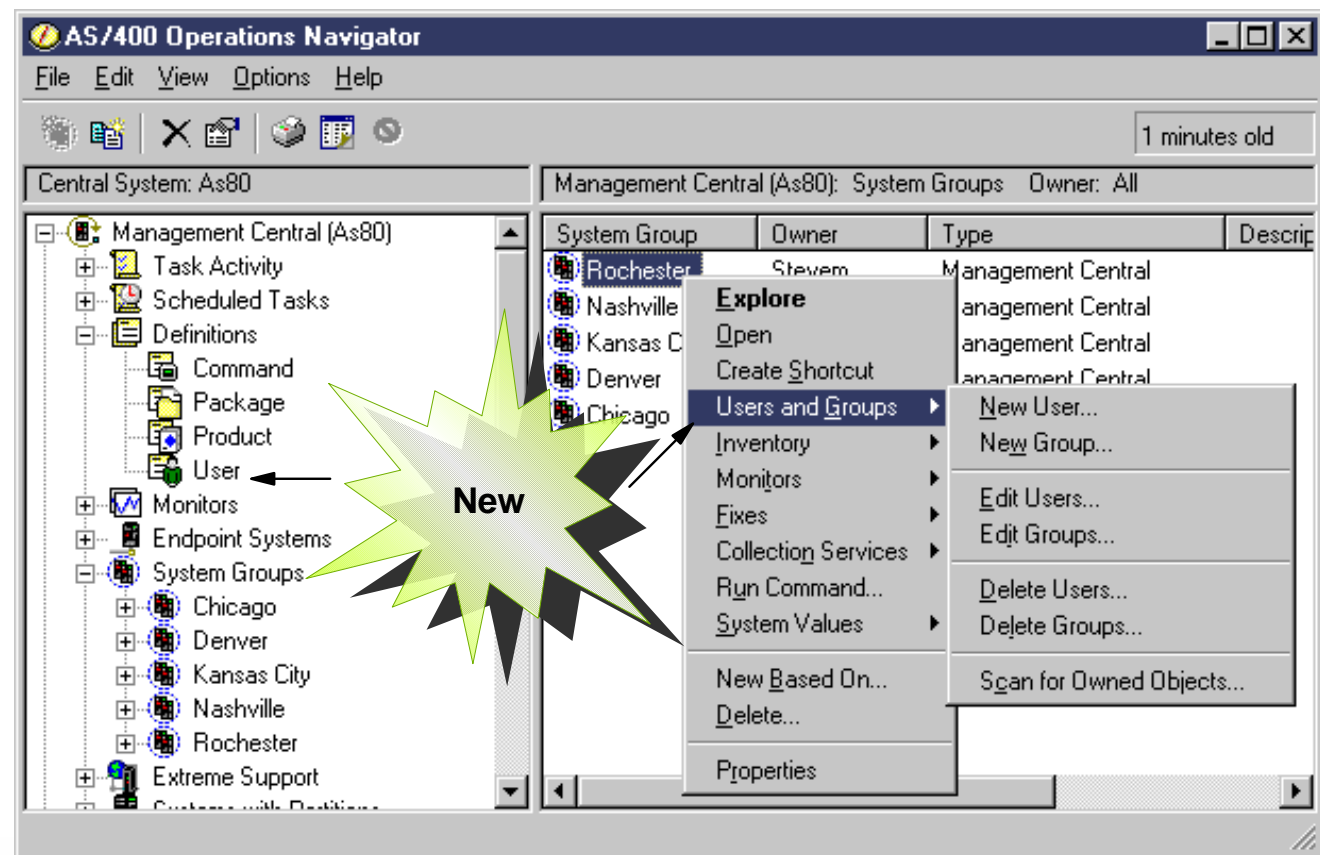 AS/400 Operations Navigator
File Edit View Options Help
1 minutes old
Central System: As80
Management Central (As80): System Groups Owner: All
Management Central (As80)
Task Activity
Scheduled Tasks
Definitions
Command
Package
Product
User
Monitors
Endpoint Systems
System Groups
Chicago
Denver
Kansas City
Nashville
Rochester
Extreme Support
Systems with Partitions
New
System Group Owner Type Descrip
Rochester Stevem Management Central
Nashville anagement Central
Kansas C anagement Central
Denver anagement Central
Chicago
Explore
Open
Create Shortcut
Users and Groups
Inventory
Monitors
Fixes
Collection Services
Run Command...
System Values
New Based On...
Delete...
Properties
New User...
New Group...
Edit Users...
Edit Groups...
Delete Users...
Delete Groups...
Scan for Owned Objects...